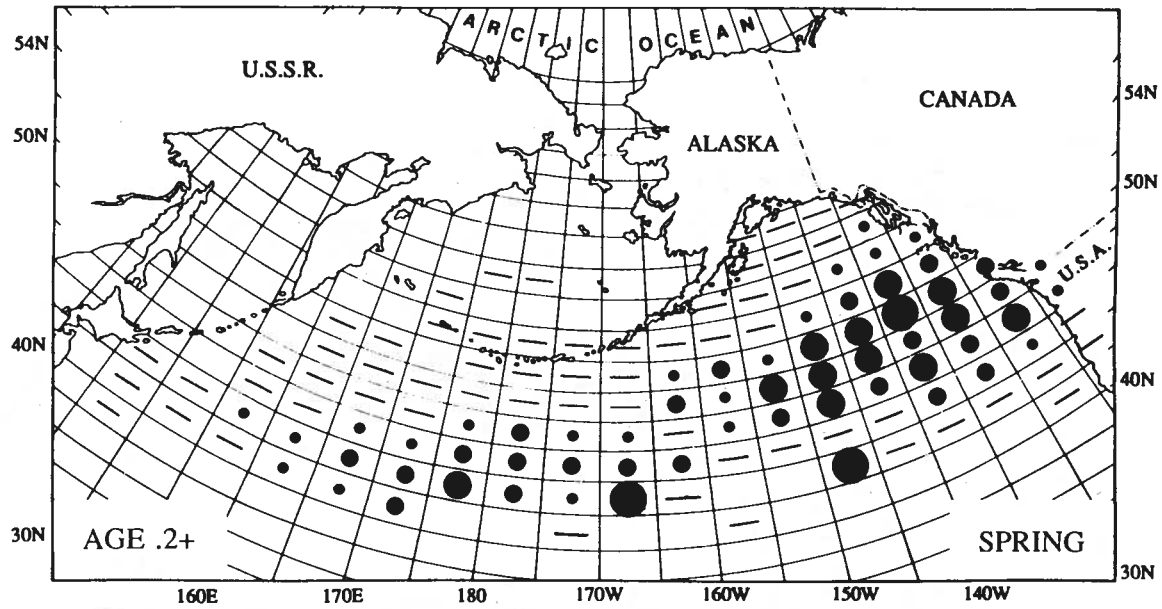 ARCTIC OCEAN
54N
U.S.S.R.
54N
CANADA
50N
ALASKA
50N
U.S.A.
40N
40N
30N
AGE .2+
SPRING
30N
160E 170E 180 170W 160W 150W 140W